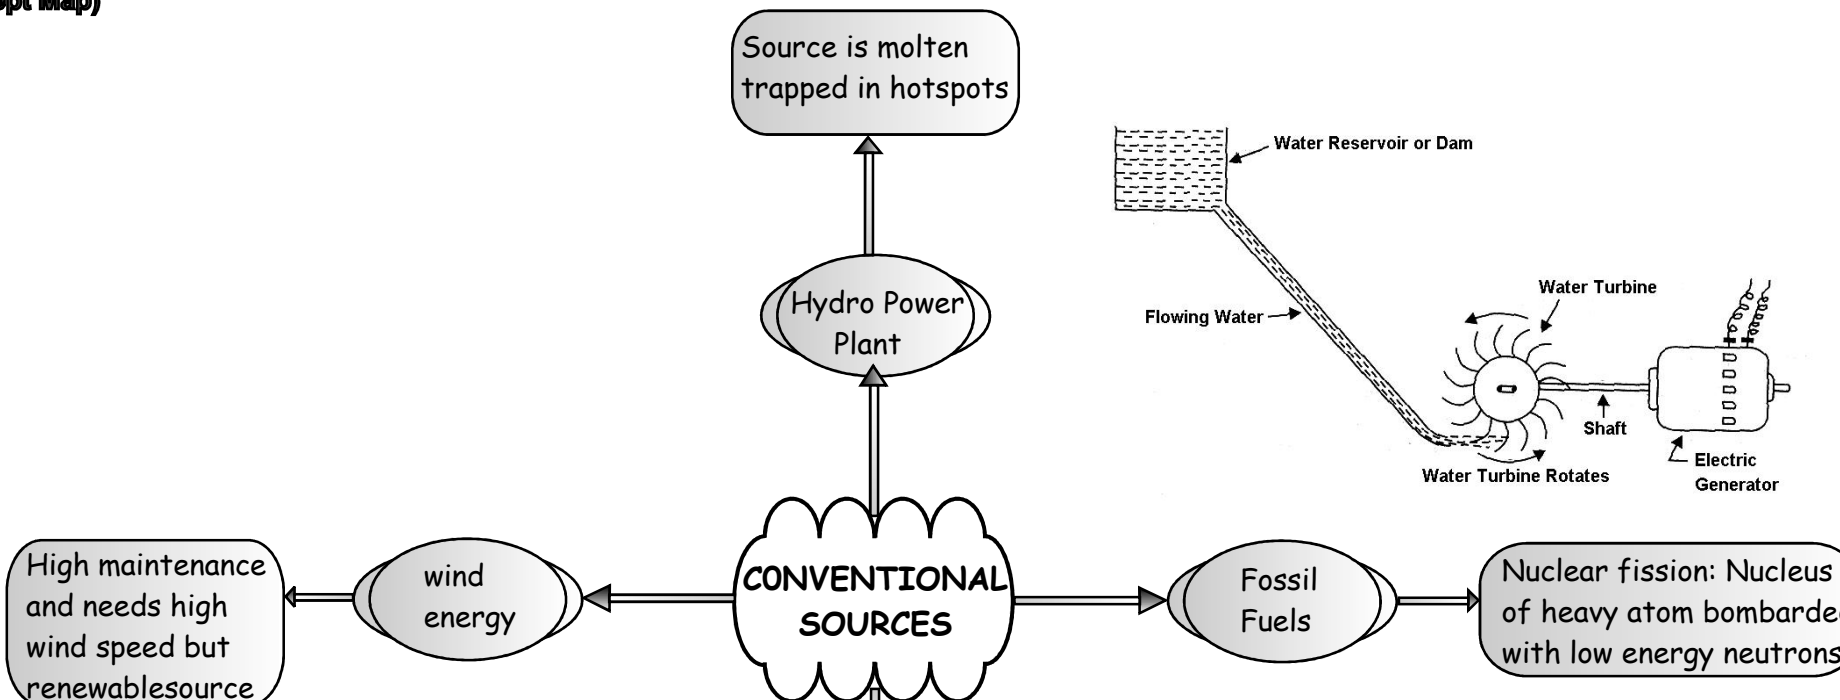 Map)
Source is molten
trapped in hotspots
Water Reservoir or Dam
Hydro Power
Plant
Flowing Water
Water Turbine
Shaft
Water Turbine Rotates
Electric
Generator
High maintenance
and needs high
wind speed but
renewablesource
wind
energy
CONVENTIONAL
SOURCES
Fossil
Fuels
Nuclear fission: Nucleus
of heavy atom bombarde
with low energy neutrons